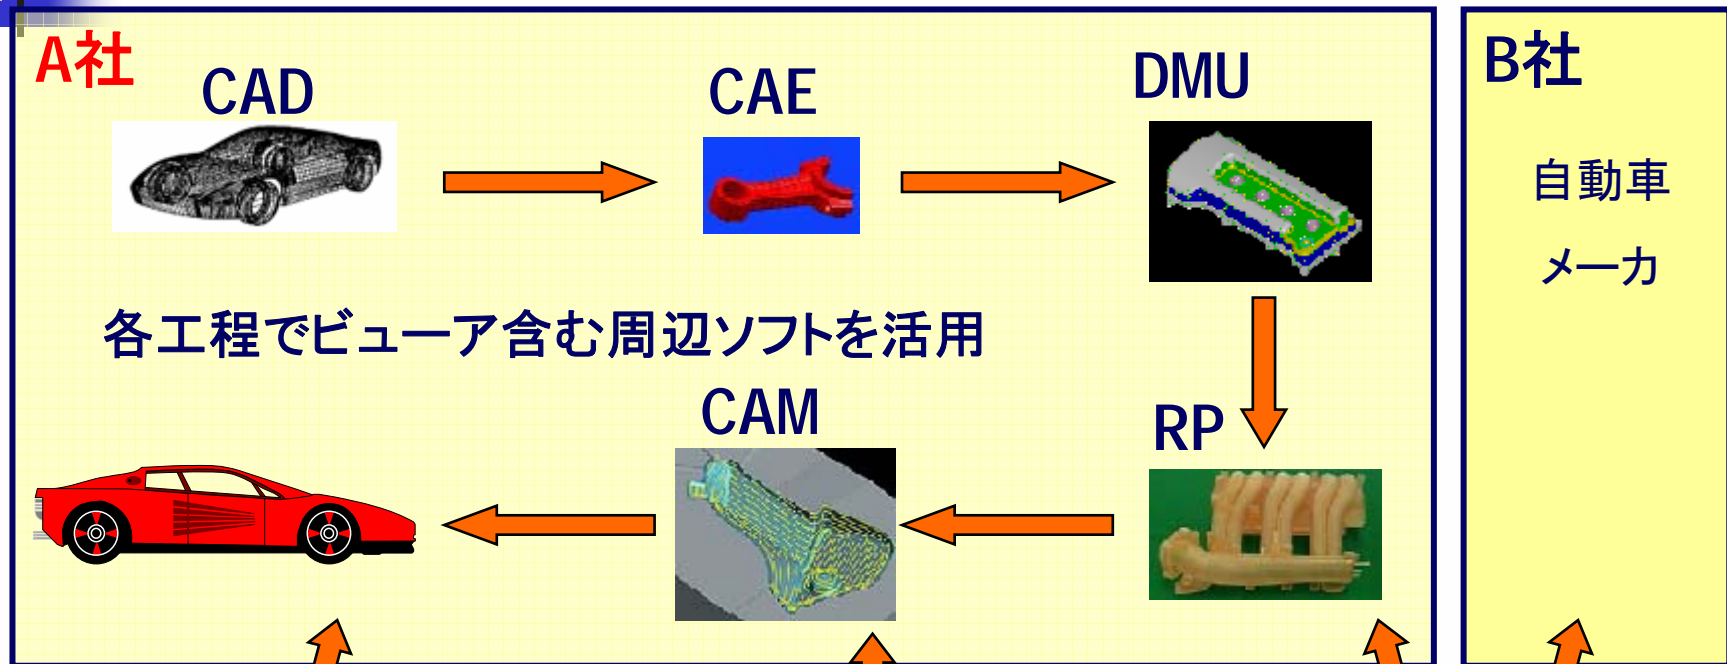 A社
CAD
CAE
DMU
各工程でビューア含む周辺ソフトを活用
CAM
RP
B社
自動車
メーカ